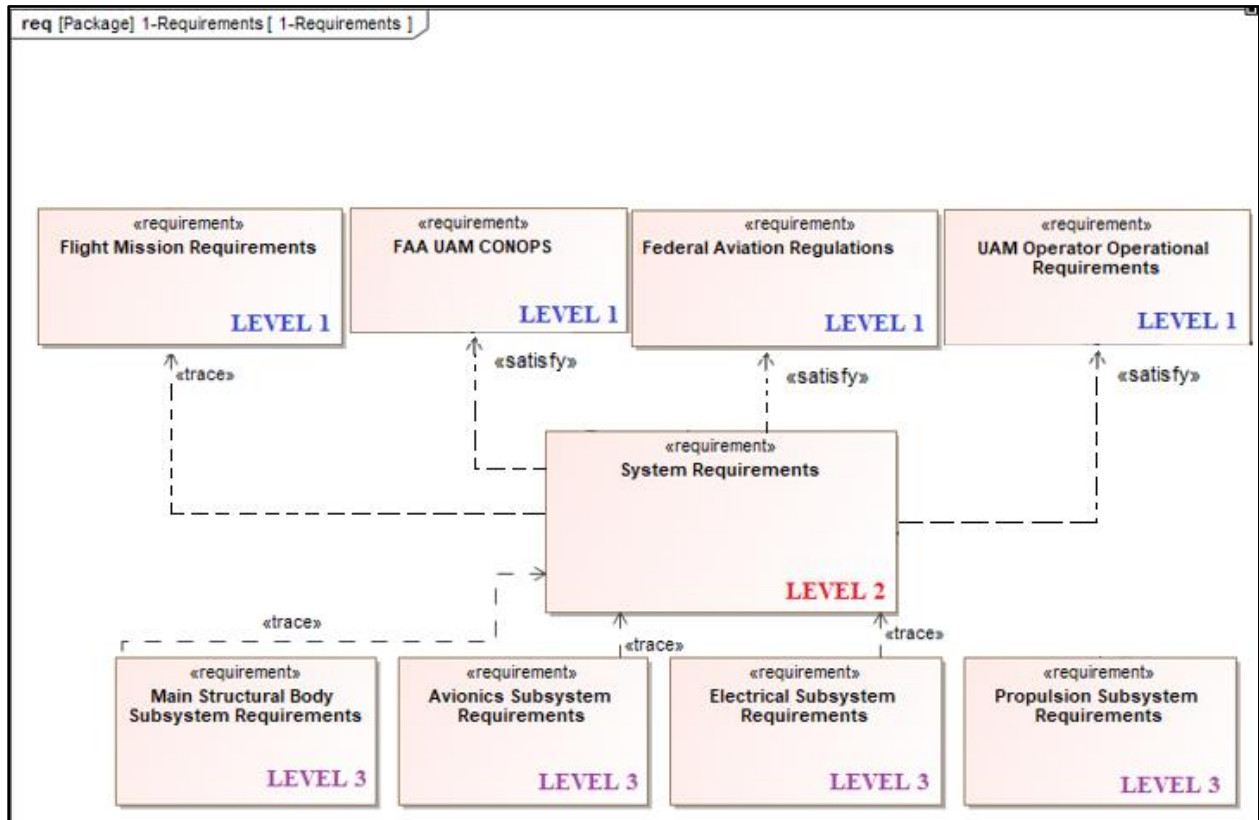 req [Package] 1-Requirements [ 1-Requirements ]
«requirement»
Flight Mission Requirements
LEVEL 1
«requirement»
FAA UAM CONOPS
LEVEL 1
«requirement»
Federal Aviation Regulations
LEVEL 1
«requirement»
UAM Operator Operational
Requirements
LEVEL 1
«trace»
«satisfy»
«satisfy»
«satisfy»
«requirement»
System Requirements
LEVEL 2
«trace»
«trace»
«trace»
«requirement»
Main Structural Body
Subsystem Requirements
LEVEL 3
«requirement»
Avionics Subsystem
Requirements
LEVEL 3
«requirement»
Electrical Subsystem
Requirements
LEVEL 3
«requirement»
Propulsion Subsystem
Requirements
LEVEL 3